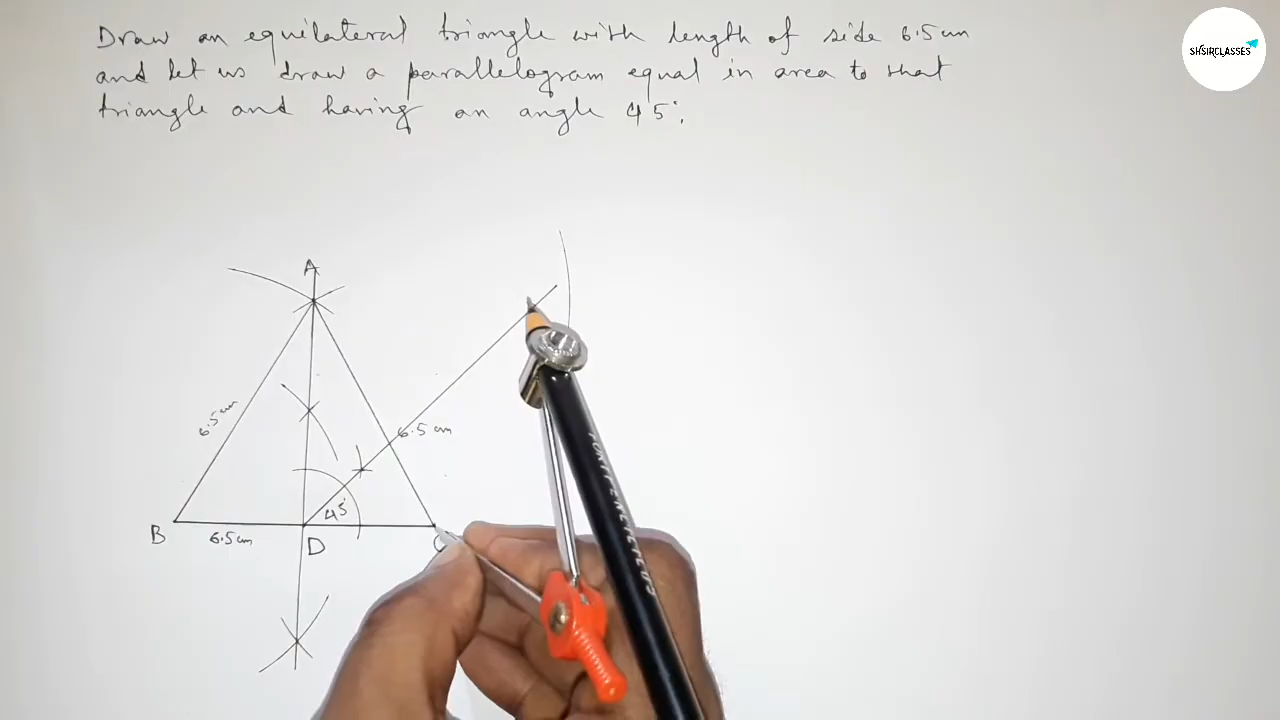 Draw an equilateral triangle with length of side 6.5 cm
and let us draw a parallelogram equal in area to that
triangle and having an angle 45°.
SHSIRCLASSES
A
6.5 cm
6.5 cm
45°
B
6.5 cm
D
C